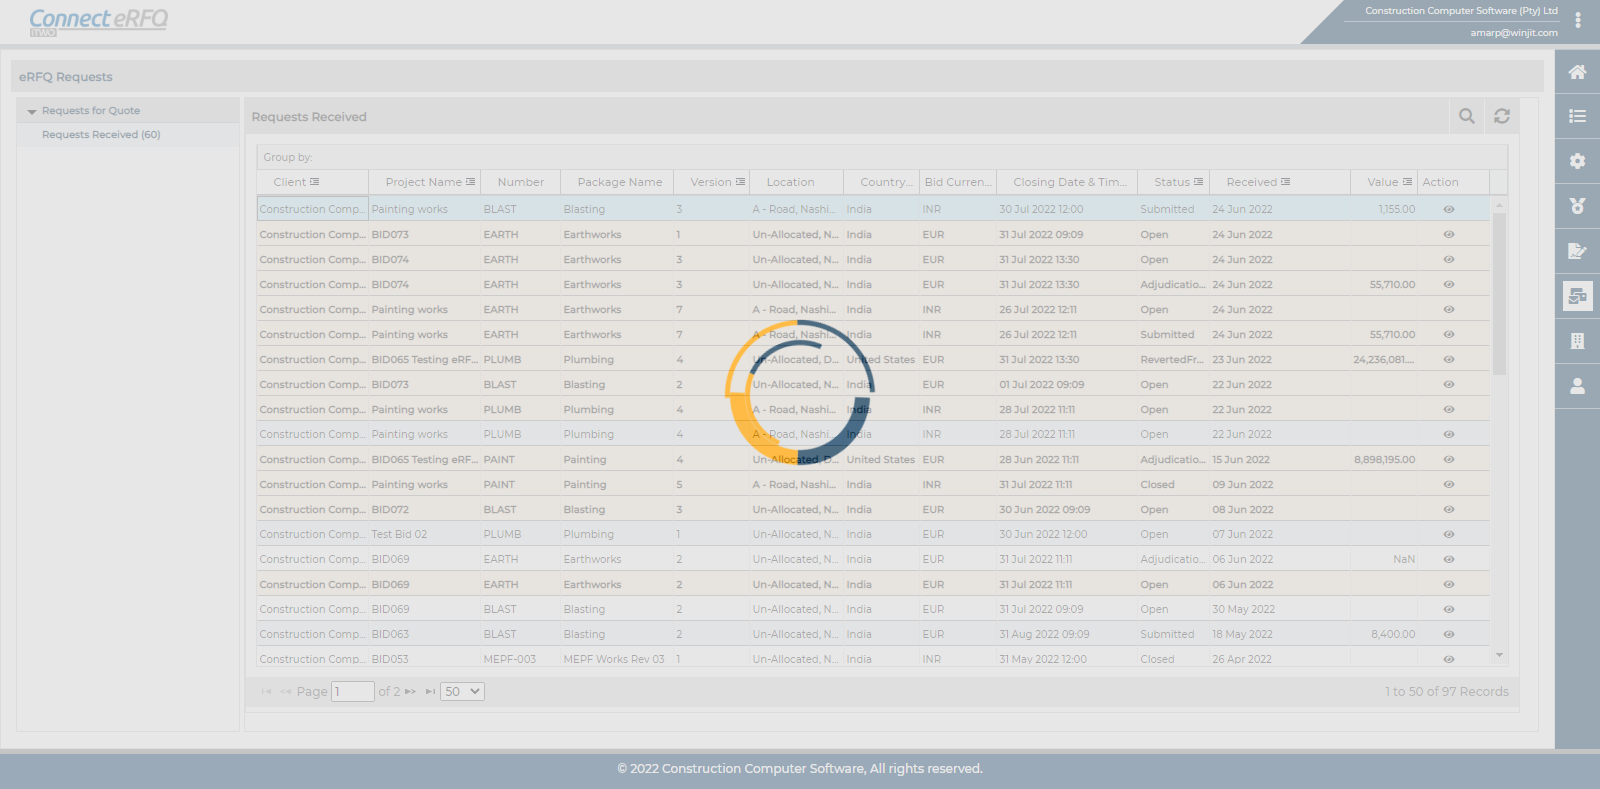 Connect eRFQ
iTWO
Construction Computer Software (Pty) Ltd
amarp@winjit.com
eRFQ Requests
Requests for Quote
Requests Received (60)
Requests Received
Group by:
Client Project Name Number Package Name Version Location Country... Bid Curren... Closing Date & Tim... Status Received Value Action
Construction Comp... Painting works BLAST Blasting 3 A - Road, Nashi... India INR 30 Jul 2022 12:00 Submitted 24 Jun 2022 1,155.00
Construction Comp... BID073 EARTH Earthworks 1 Un-Allocated, N... India EUR 31 Jul 2022 09:09 Open 24 Jun 2022
Construction Comp... BID074 EARTH Earthworks 3 Un-Allocated, N... India EUR 31 Jul 2022 13:30 Open 24 Jun 2022
Construction Comp... BID074 EARTH Earthworks 3 Un-Allocated, N... India EUR 31 Jul 2022 13:30 Adjudicatio... 24 Jun 2022 55,710.00
Construction Comp... Painting works EARTH Earthworks 7 A - Road, Nashi... India INR 26 Jul 2022 12:11 Open 24 Jun 2022
Construction Comp... Painting works EARTH Earthworks 7 A - Road, Nashi... India INR 26 Jul 2022 12:11 Submitted 24 Jun 2022 55,710.00
Construction Comp... BID065 Testing eRF... PLUMB Plumbing 4 Un-Allocated, D... United States EUR 31 Jul 2022 13:30 RevertedFr... 23 Jun 2022 24,236,081....
Construction Comp... BID073 BLAST Blasting 2 Un-Allocated, N... India EUR 01 Jul 2022 09:09 Open 22 Jun 2022
Construction Comp... Painting works PLUMB Plumbing 4 A - Road, Nashi... India INR 28 Jul 2022 11:11 Open 22 Jun 2022
Construction Comp... Painting works PLUMB Plumbing 4 A - Road, Nashi... India INR 28 Jul 2022 11:11 Open 22 Jun 2022
Construction Comp... BID065 Testing eRF... PAINT Painting 4 Un-Allocated, D... United States EUR 28 Jun 2022 11:11 Adjudicatio... 15 Jun 2022 8,898,195.00
Construction Comp... Painting works PAINT Painting 5 A - Road, Nashi... India INR 31 Jul 2022 11:11 Closed 09 Jun 2022
Construction Comp... BID072 BLAST Blasting 3 Un-Allocated, N... India EUR 30 Jun 2022 09:09 Open 08 Jun 2022
Construction Comp... Test Bid 02 PLUMB Plumbing 1 Un-Allocated, N... India EUR 30 Jun 2022 12:00 Open 07 Jun 2022
Construction Comp... BID069 EARTH Earthworks 2 Un-Allocated, N... India EUR 31 Jul 2022 11:11 Adjudicatio... 06 Jun 2022 NaN
Construction Comp... BID069 EARTH Earthworks 2 Un-Allocated, N... India EUR 31 Jul 2022 11:11 Open 06 Jun 2022
Construction Comp... BID069 BLAST Blasting 2 Un-Allocated, N... India EUR 31 Jul 2022 09:09 Open 30 May 2022
Construction Comp... BID063 BLAST Blasting 2 Un-Allocated, N... India EUR 31 Aug 2022 09:09 Submitted 18 May 2022 8,400.00
Construction Comp... BID053 MEPF-003 MEPF Works Rev 03 1 Un-Allocated, N... India INR 31 May 2022 12:00 Closed 26 Apr 2022
Page 1 of 2 50 1 to 50 of 97 Records
© 2022 Construction Computer Software, All rights reserved.